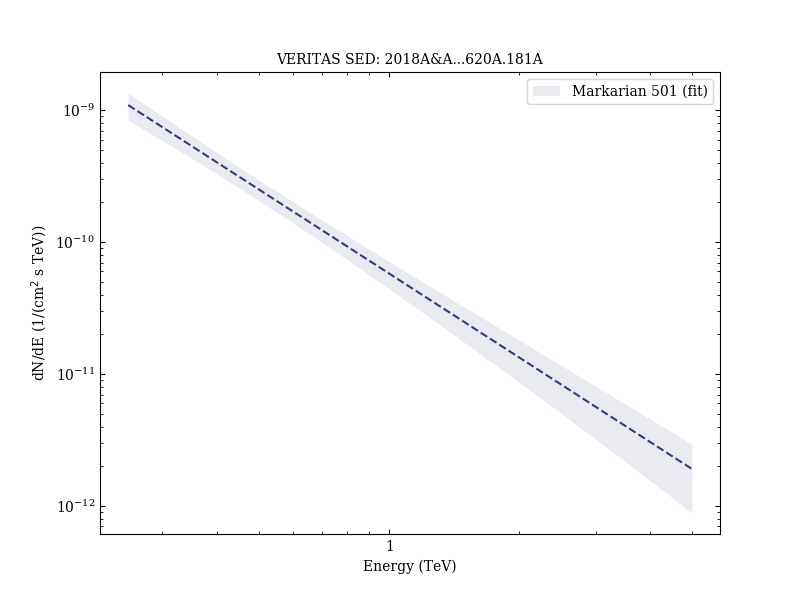 VERITAS SED: 2018A&A...620A.181A
Markarian 501 (fit)
dN/dE (1/(cm² s TeV))
10⁻⁹
10⁻¹⁰
10⁻¹¹
10⁻¹²
1
Energy (TeV)